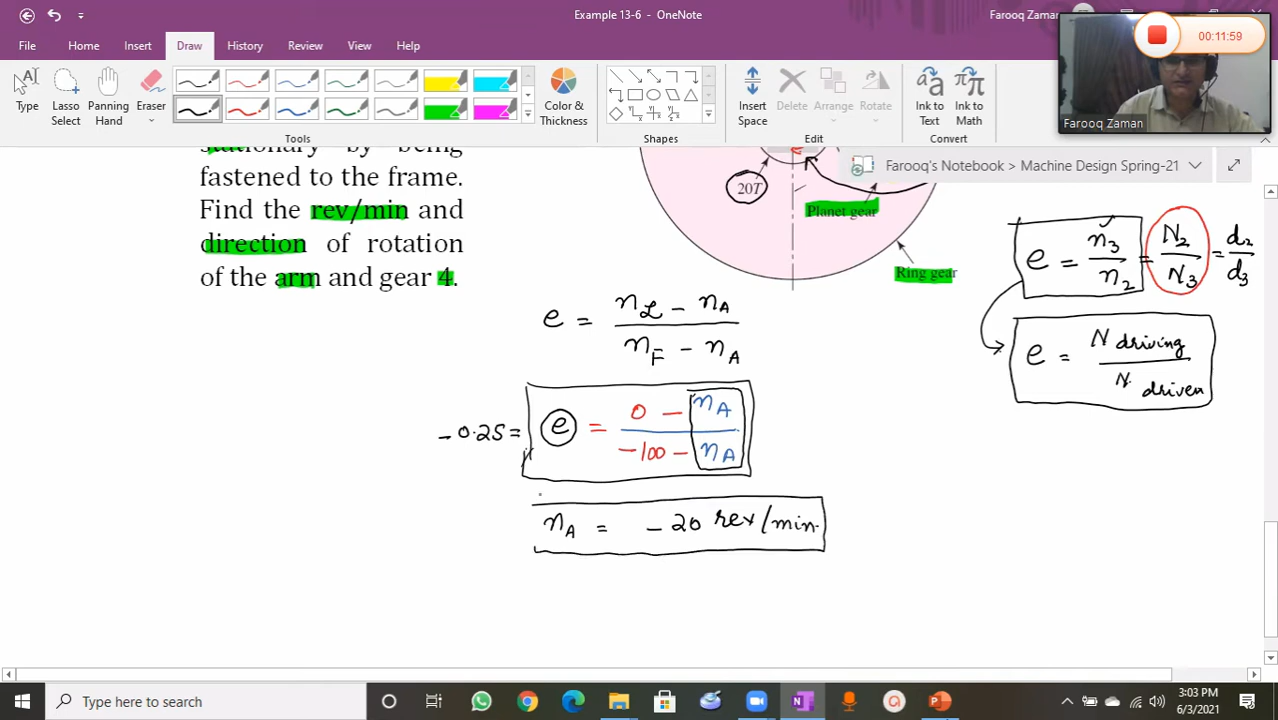 Example 13-6 - OneNote
Farooq Zaman
00:11:59
File Home Insert Draw History Review View Help
Type
Lasso Select
Panning Hand
Eraser
Color & Thickness
Insert Space
Delete
Arrange
Rotate
Ink to Text
Ink to Math
Tools
Shapes
Edit
Convert
Farooq Zaman
Farooq's Notebook > Machine Design Spring-21
stationary by being
fastened to the frame.
Find the rev/min and
direction of rotation
of the arm and gear 4.
20T
Planet gear
Ring gear
e = n3/n2 = N2/N3 = d2/d3
e = N driving / N driven
e = (nL - nA) / (nF - nA)
-0.25 = e = (0 - nA) / (-100 - nA)
nA = -20 rev/min
Type here to search
3:03 PM
6/3/2021